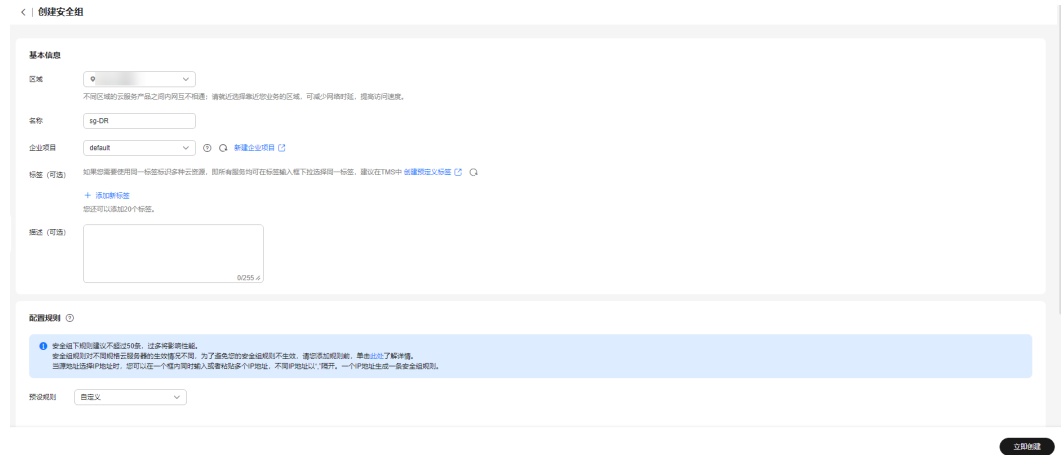 创建安全组
基本信息
区域
不同区域的云服务产品之间内网互不相通；请就近选择靠近您业务的区域，可减少网络时延，提高访问速度。
名称 sg-DR
企业项目 default 新建企业项目
标签（可选） 如果您需要使用同一标签标识多种云资源，即所有服务均可在标签输入框下拉选择同一标签，建议在TMS中 创建预定义标签
添加新标签
您还可以添加20个标签。
描述（可选）
0/255
配置规则
安全组下规则建议不超过50条，过多将影响性能。
安全组规则对不同规格云服务器的生效情况不同，为了避免您的安全组规则不生效，请您添加规则前，单击此处了解详情。
当源地址选择IP地址时，您可以在一个框内同时输入或者粘贴多个IP地址，不同IP地址以","隔开。一个IP地址生成一条安全组规则。
预设规则 自定义
立即创建